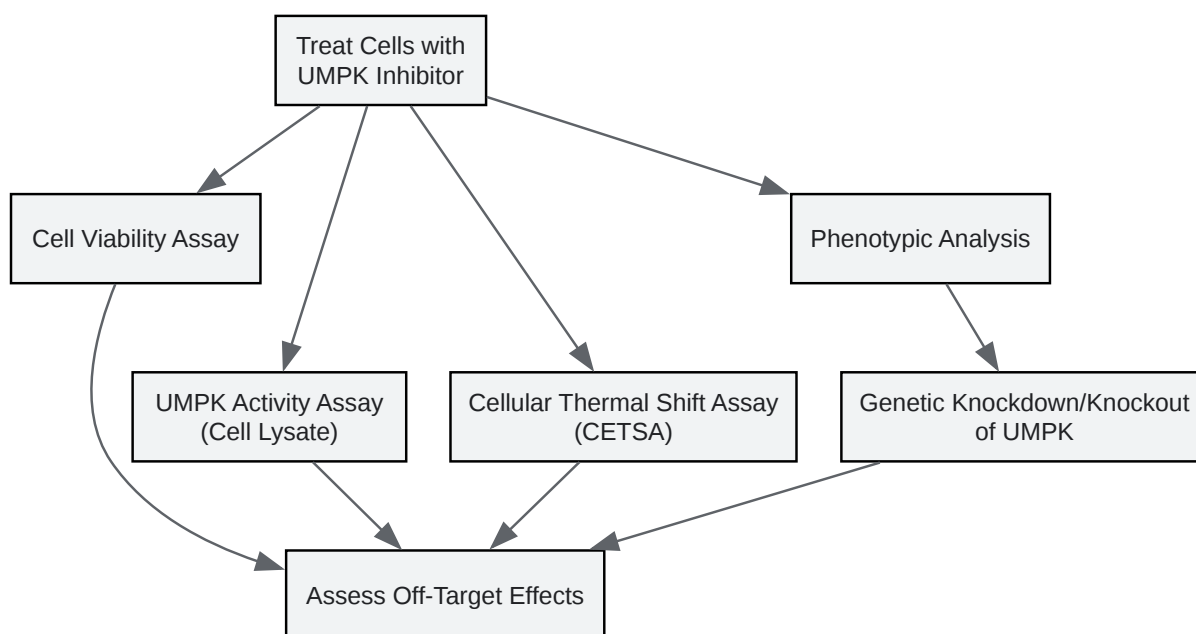 Treat Cells with
UMPK Inhibitor
Cell Viability Assay
Phenotypic Analysis
UMPK Activity Assay
(Cell Lysate)
Cellular Thermal Shift Assay
(CETSA)
Genetic Knockdown/Knockout
of UMPK
Assess Off-Target Effects